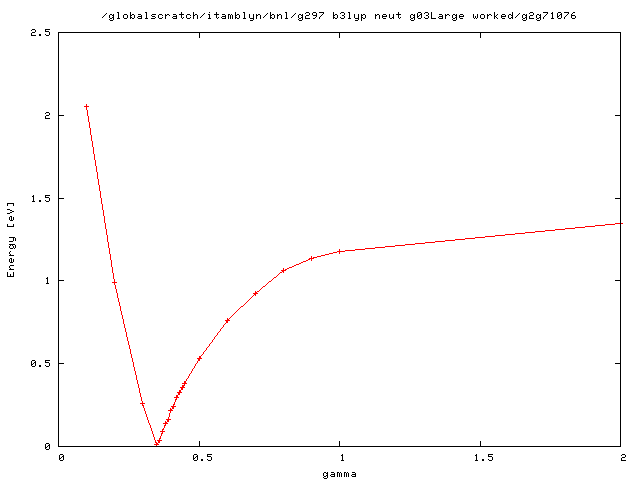 /globalscratch/itamblyn/bnl/g297 b3lyp neut g03Large worked/g2g71076
2.5
2
1.5
1
0.5
0
Energy [eV]
0 0.5 1 1.5 2
gamma